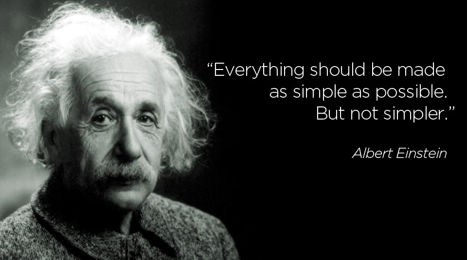 “Everything should be made
as simple as possible.
But not simpler.”
Albert Einstein